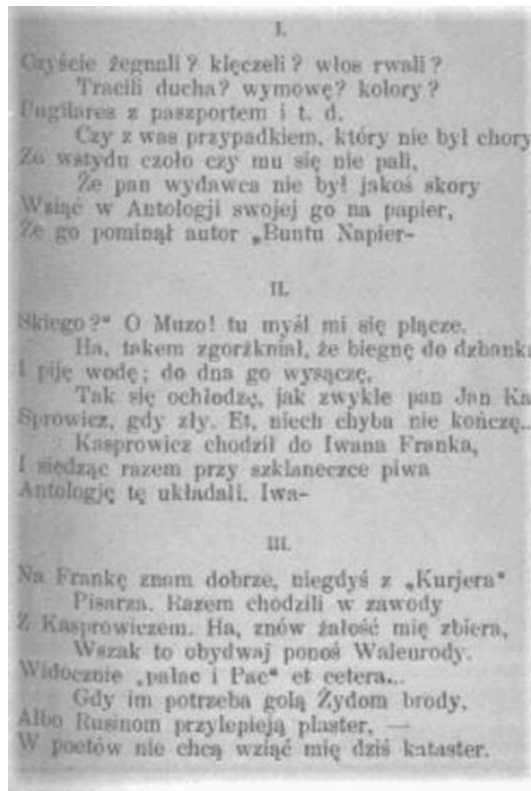 I.
Czyście żegnali? klęczeli? włos rwali?
Tracili ducha? wymowę? kolory?
Pugilares z paszportem i t. d.
Czy z was przypadkiem, który nie był chory
Ze wstydu czoło czy mu się nie pali,
Że pan wydawca nie był jakoś skory
Wziąć w Antologji swojej go na papier,
Że go pominął autor „Buntu Napier-
II.
Skiego?" O Muzo! tu myśl mi się plącze.
Ha, takem zgorżkniał, że biegnę do dzbanka
I piję wodę; do dna go wysączę,
Tak się ochłodzę, jak zwykle pan Jan Ka
Sprowicz, gdy zły. Et, niech chyba nie kończę..
Kasprowicz chodził do Iwana Franka,
I siedząc razem przy szklaneczce piwa
Antologję tę układali. Iwa-
III.
Na Frankę znam dobrze, niegdyś z „Kurjera"
Pisarza. Razem chodzili w zawody
Z Kasprowiczem. Ha, znów żałość mię zbiera,
Wszak to obydwaj ponoś Walenrody.
Widocznie „pałac i Pac" et cetera...
Gdy im potrzeba golą Żydom brody,
Albo Rusinom przylepieją plaster, —
W poetów nie chcą wziąć mię dziś kataster.